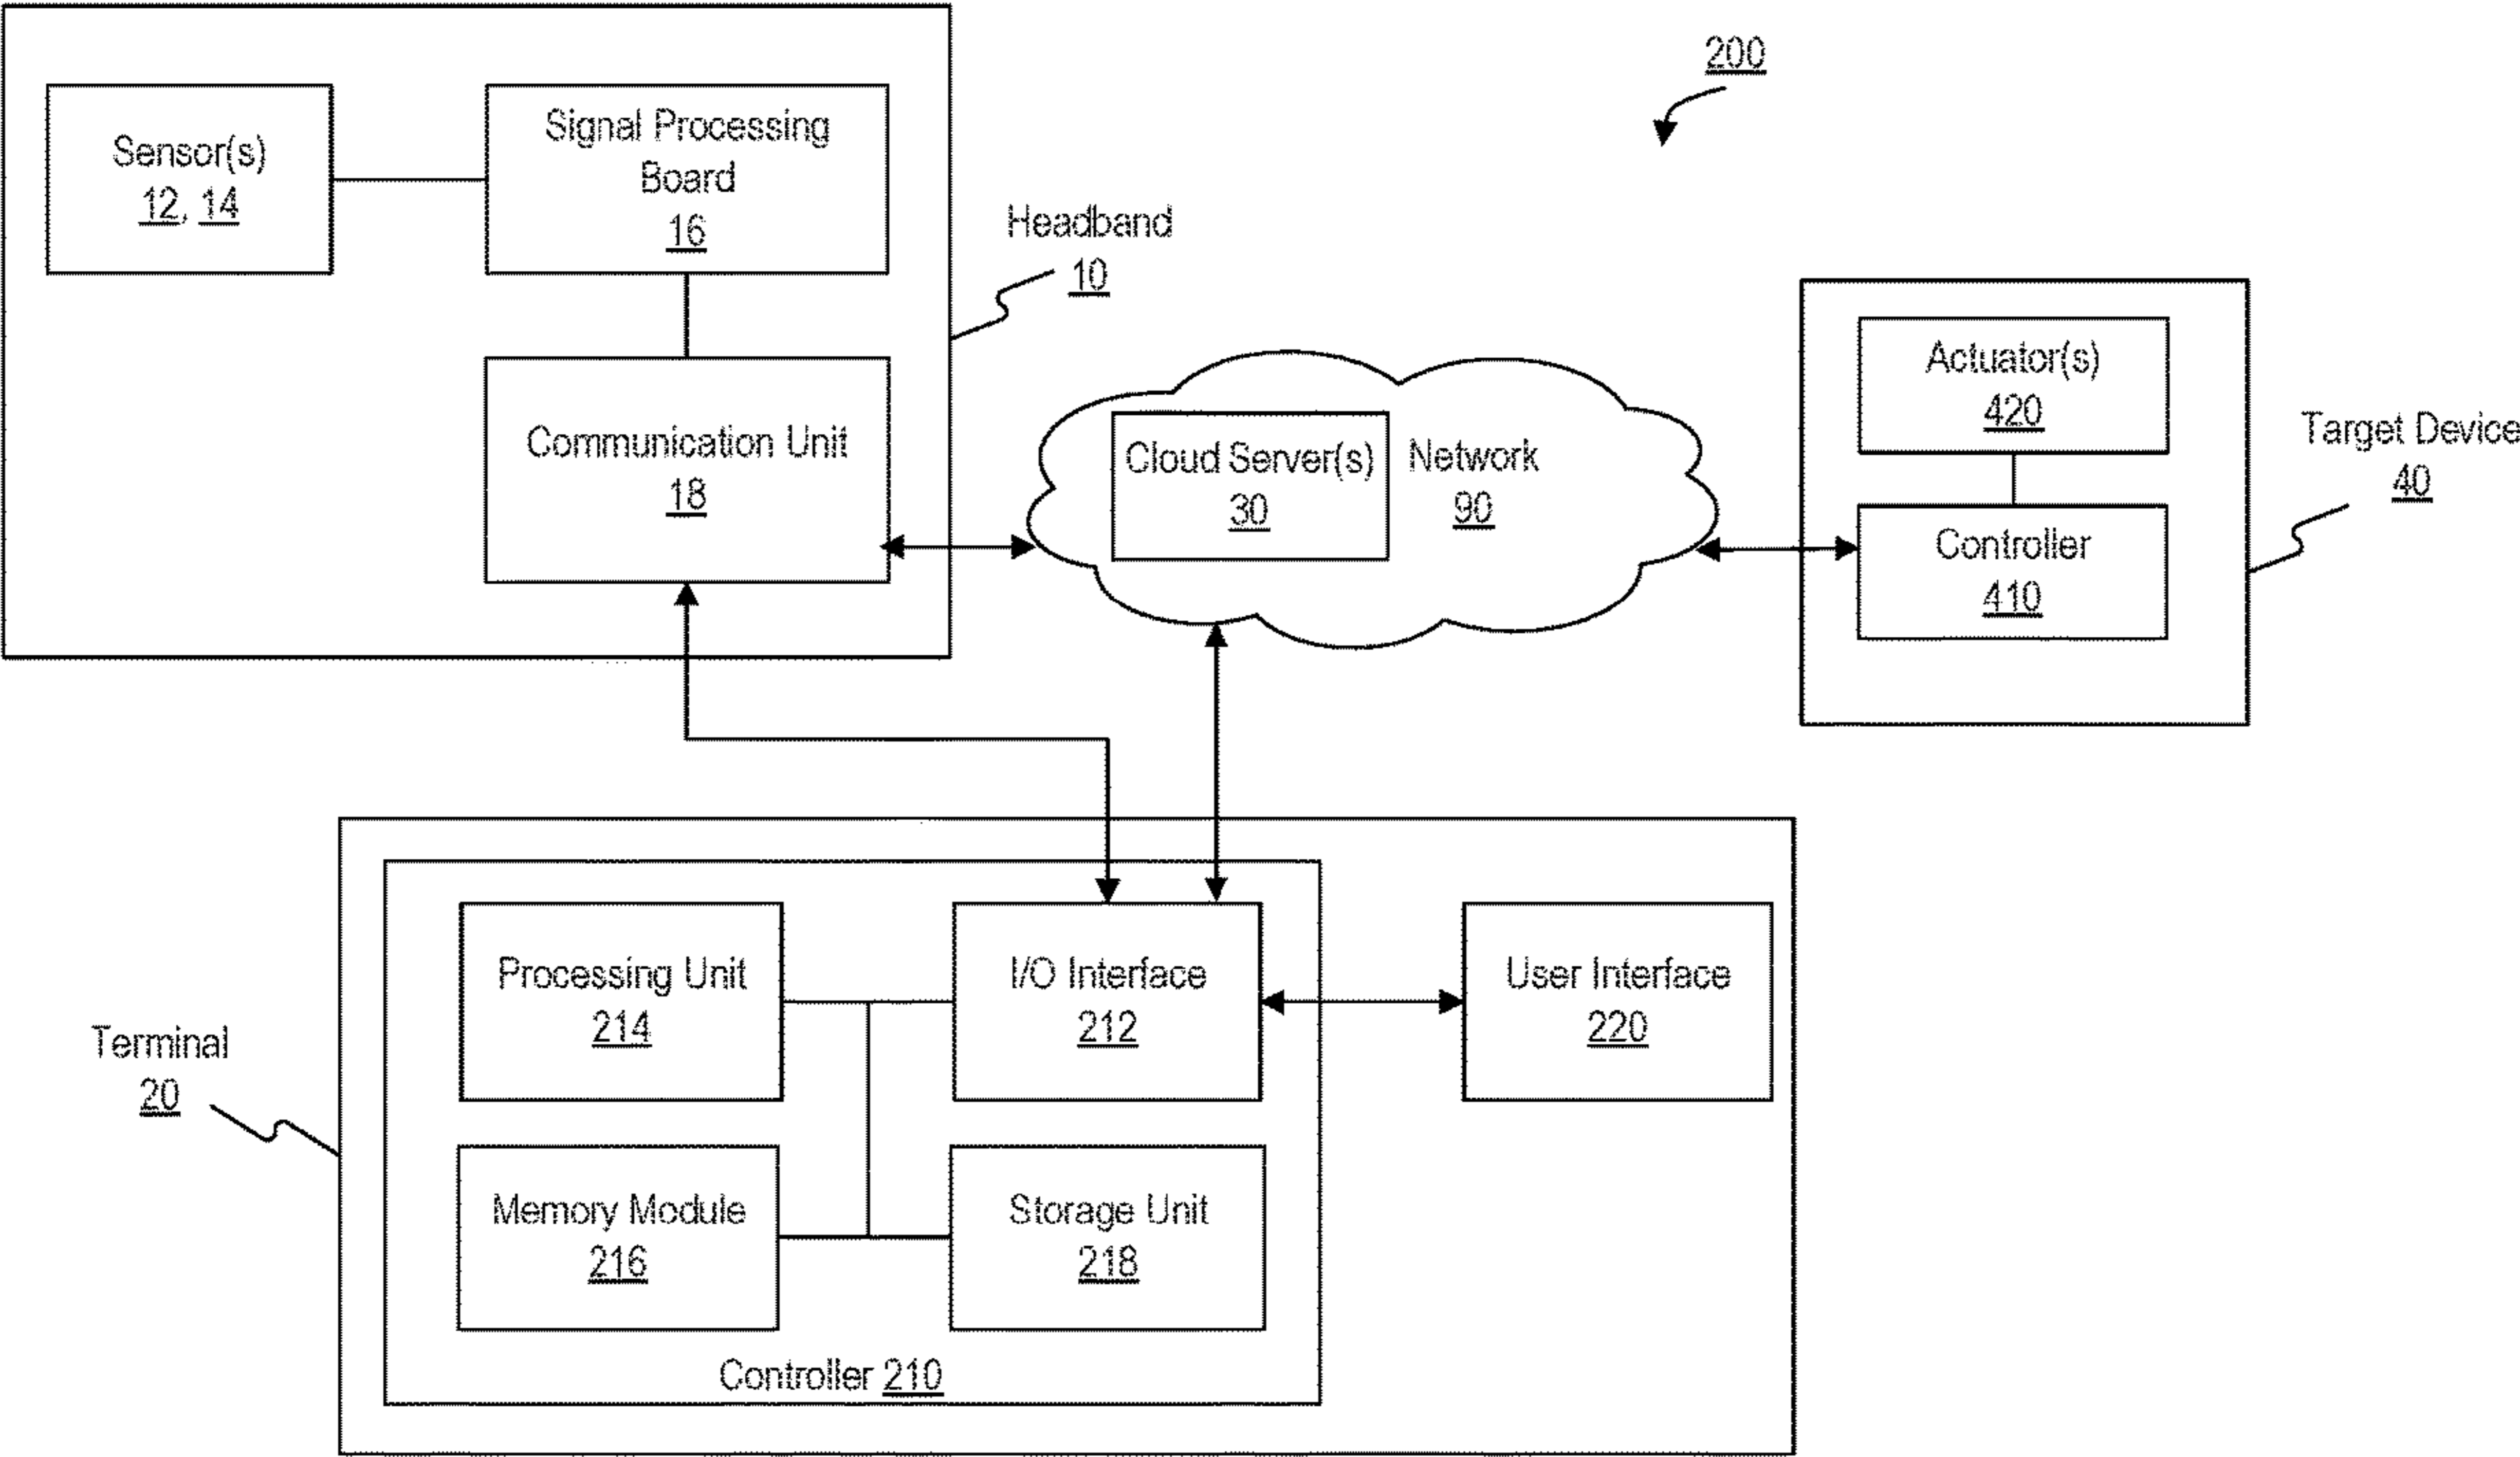 200
Sensor(s)
12, 14
Signal Processing
Board
16
Headband
10
Communication Unit
18
Cloud Server(s)
30
Network
90
Actuator(s)
420
Controller
410
Target Device
40
Processing Unit
214
I/O Interface
212
User Interface
220
Terminal
20
Memory Module
216
Storage Unit
218
Controller 210